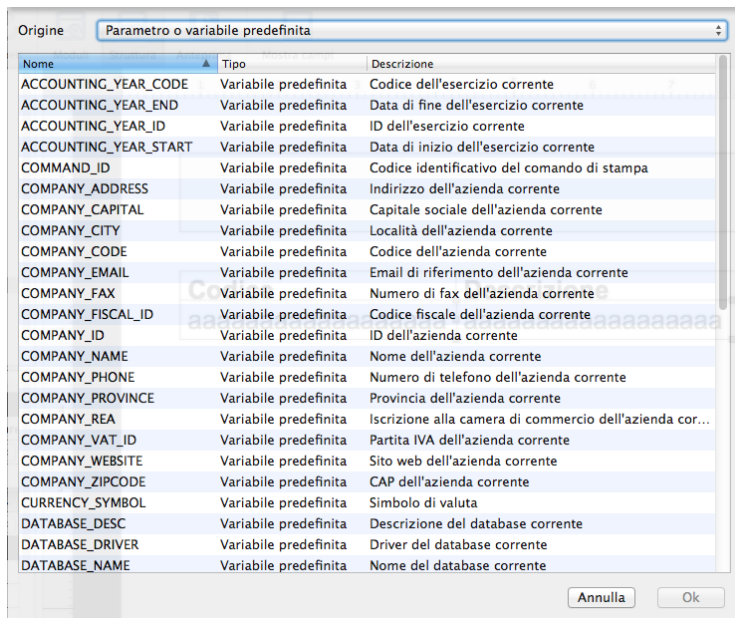 Origine Parametro o variabile predefinita
Nome Tipo Descrizione
ACCOUNTING_YEAR_CODE Variabile predefinita Codice dell'esercizio corrente
ACCOUNTING_YEAR_END Variabile predefinita Data di fine dell'esercizio corrente
ACCOUNTING_YEAR_ID Variabile predefinita ID dell'esercizio corrente
ACCOUNTING_YEAR_START Variabile predefinita Data di inizio dell'esercizio corrente
COMMAND_ID Variabile predefinita Codice identificativo del comando di stampa
COMPANY_ADDRESS Variabile predefinita Indirizzo dell'azienda corrente
COMPANY_CAPITAL Variabile predefinita Capitale sociale dell'azienda corrente
COMPANY_CITY Variabile predefinita Località dell'azienda corrente
COMPANY_CODE Variabile predefinita Codice dell'azienda corrente
COMPANY_EMAIL Variabile predefinita Email di riferimento dell'azienda corrente
COMPANY_FAX Variabile predefinita Numero di fax dell'azienda corrente
COMPANY_FISCAL_ID Variabile predefinita Codice fiscale dell'azienda corrente
COMPANY_ID Variabile predefinita ID dell'azienda corrente
COMPANY_NAME Variabile predefinita Nome dell'azienda corrente
COMPANY_PHONE Variabile predefinita Numero di telefono dell'azienda corrente
COMPANY_PROVINCE Variabile predefinita Provincia dell'azienda corrente
COMPANY_REA Variabile predefinita Iscrizione alla camera di commercio dell'azienda cor...
COMPANY_VAT_ID Variabile predefinita Partita IVA dell'azienda corrente
COMPANY_WEBSITE Variabile predefinita Sito web dell'azienda corrente
COMPANY_ZIPCODE Variabile predefinita CAP dell'azienda corrente
CURRENCY_SYMBOL Variabile predefinita Simbolo di valuta
DATABASE_DESC Variabile predefinita Descrizione del database corrente
DATABASE_DRIVER Variabile predefinita Driver del database corrente
DATABASE_NAME Variabile predefinita Nome del database corrente
Annulla Ok